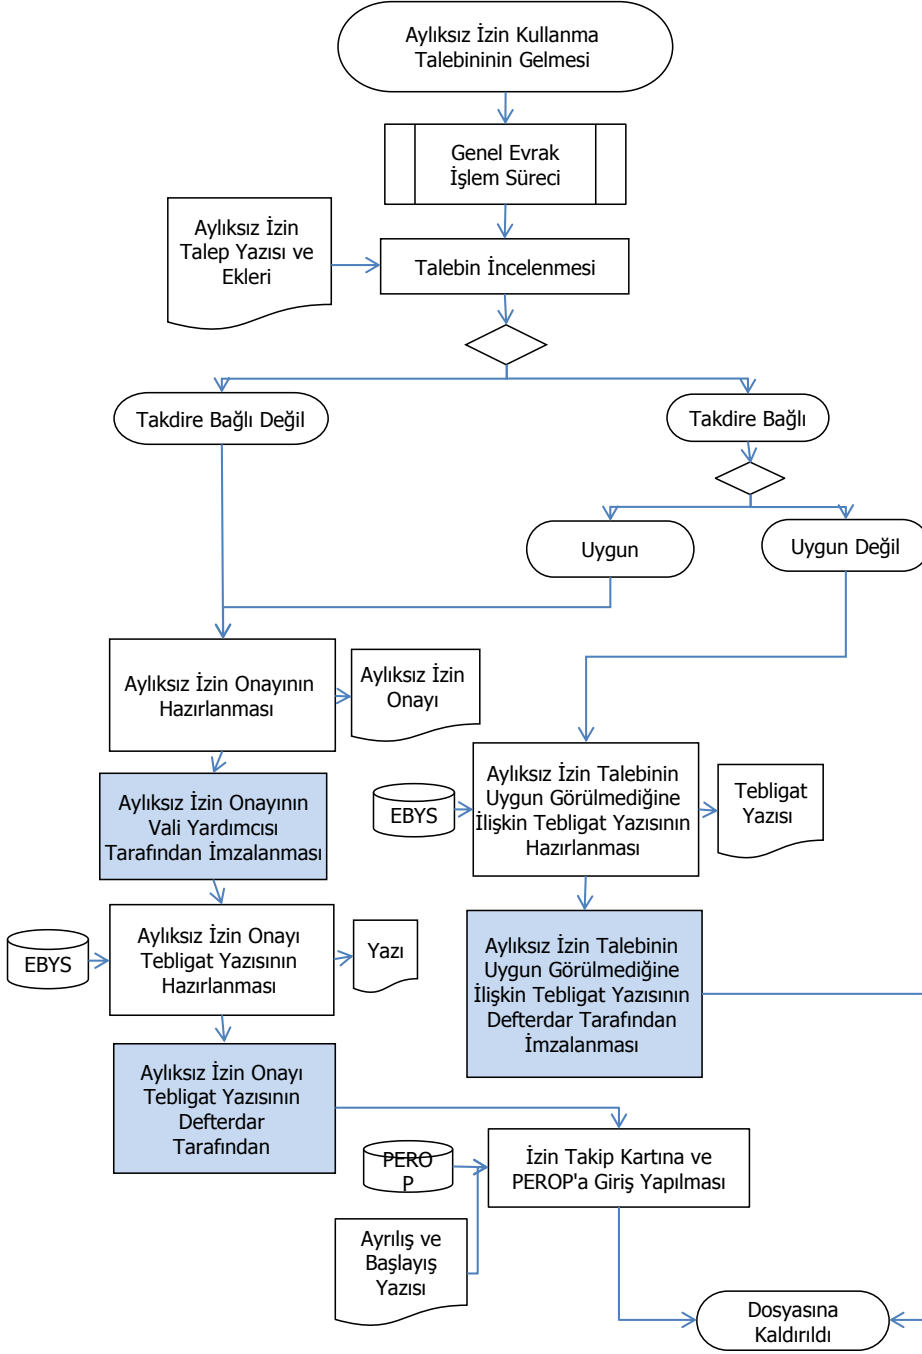 Aylıksız İzin Kullanma
Talebininin Gelmesi
Genel Evrak
İşlem Süreci
Aylıksız İzin
Talep Yazısı ve
Ekleri
Talebin İncelenmesi
Takdire Bağlı Değil
Takdire Bağlı
Uygun
Uygun Değil
Aylıksız İzin Onayının
Hazırlanması
Aylıksız İzin
Onayı
Aylıksız İzin Onayının
Vali Yardımcısı
Tarafından İmzalanması
EBYS
Aylıksız İzin Talebinin
Uygun Görülmediğine
İlişkin Tebligat Yazısının
Hazırlanması
Tebligat
Yazısı
EBYS
Aylıksız İzin Onayı
Tebligat Yazısının
Hazırlanması
Yazı
Aylıksız İzin Talebinin
Uygun Görülmediğine
İlişkin Tebligat Yazısının
Defterdar Tarafından
İmzalanması
Aylıksız İzin Onayı
Tebligat Yazısının
Defterdar
Tarafından
PERO
P
İzin Takip Kartına ve
PEROP'a Giriş Yapılması
Ayrılış ve
Başlayış
Yazısı
Dosyasına
Kaldırıldı